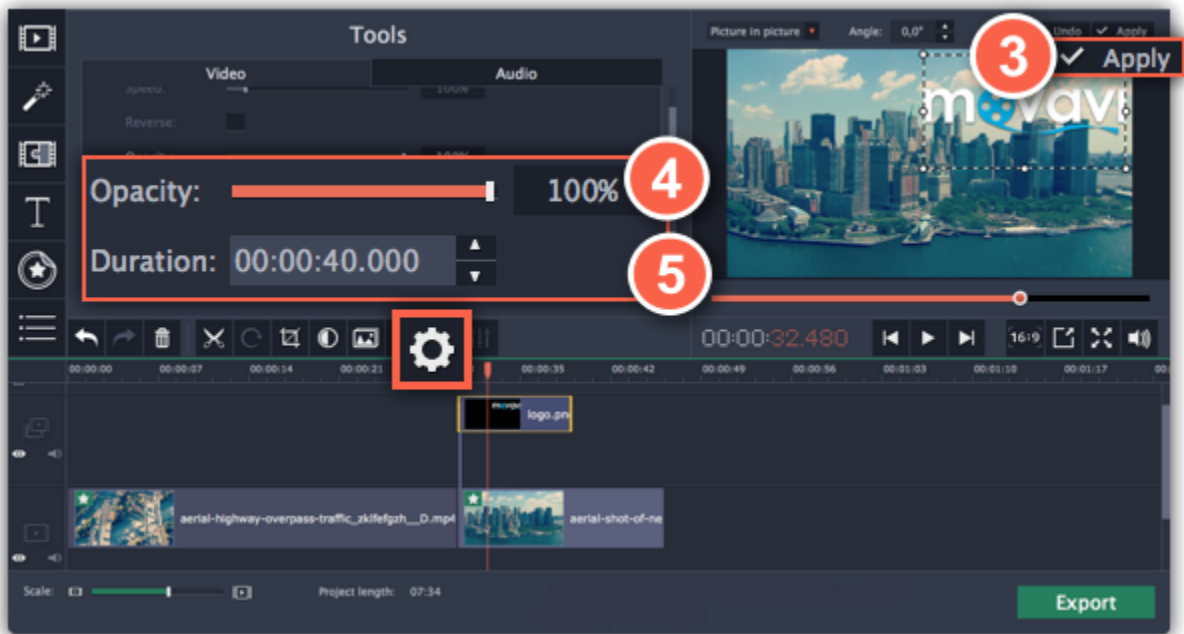 Tools
Picture in picture
Angle: 0,0°
Undo
Apply
3
Apply
Video
Audio
Speed: 100%
Reverse:
movavi
Opacity: 100%
4
Duration: 00:00:40.000
5
T
00:00:32.480
16:9
00:00:00 00:00:07 00:00:14 00:00:21 00:00:35 00:00:42 00:00:49 00:00:56 00:01:03 00:01:10 00:01:17
logo.pn
aerial-highway-overpass-traffic_zklfefgzh__D.mp4
aerial-shot-of-ne
Scale:
Project length: 07:34
Export